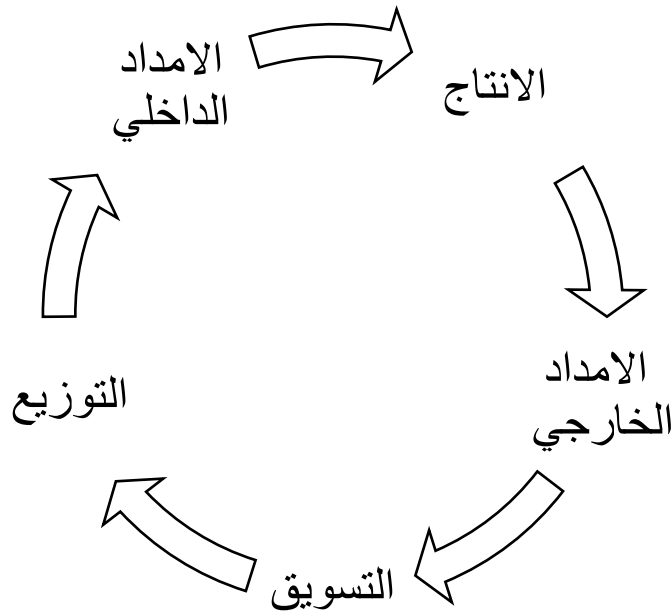 الامداد
الداخلي
الانتاج
الامداد
الخارجي
التسويق
التوزيع